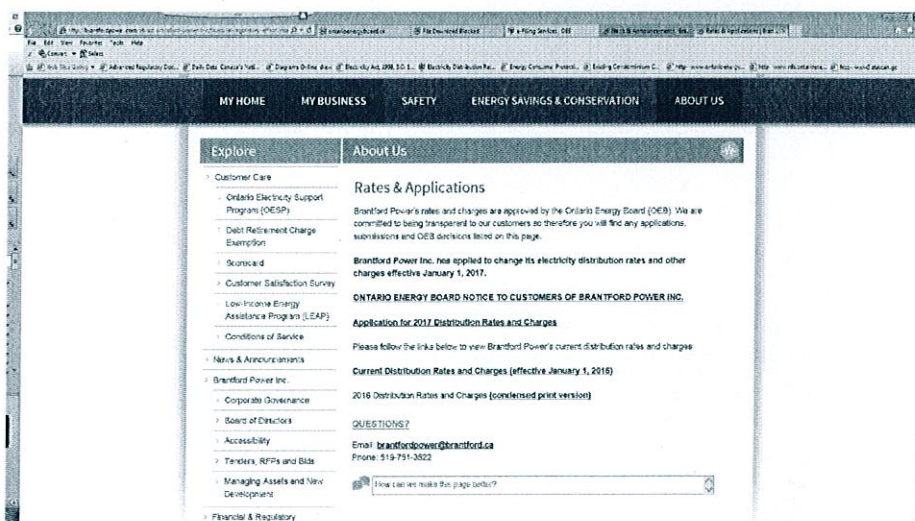 File Edit View Favorites Tools Help
Convert Select
MY HOME MY BUSINESS SAFETY ENERGY SAVINGS & CONSERVATION ABOUT US
Explore
Customer Care
Ontario Electricity Support
Program (OESP)
Debt Retirement Charge
Exemption
Scorecard
Customer Satisfaction Survey
Low-Income Energy
Assistance Program (LEAP)
Conditions of Service
News & Announcements
Brantford Power Inc.
Corporate Governance
Board of Directors
Accessibility
Tenders, RFPs and Bids
Managing Assets and New
Development
Financial & Regulatory
About Us
Rates & Applications
Brantford Power's rates and charges are approved by the Ontario Energy Board (OEB). We are
committed to being transparent to our customers so therefore you will find any applications,
submissions and OEB decisions listed on this page.
Brantford Power Inc. has applied to change its electricity distribution rates and other
charges effective January 1, 2017.
ONTARIO ENERGY BOARD NOTICE TO CUSTOMERS OF BRANTFORD POWER INC.
Application for 2017 Distribution Rates and Charges
Please follow the links below to view Brantford Power's current distribution rates and charges
Current Distribution Rates and Charges (effective January 1, 2016)
2016 Distribution Rates and Charges (condensed print version)
QUESTIONS?
Email: brantfordpower@brantford.ca
Phone: 519-751-3522
How can we make this page better?